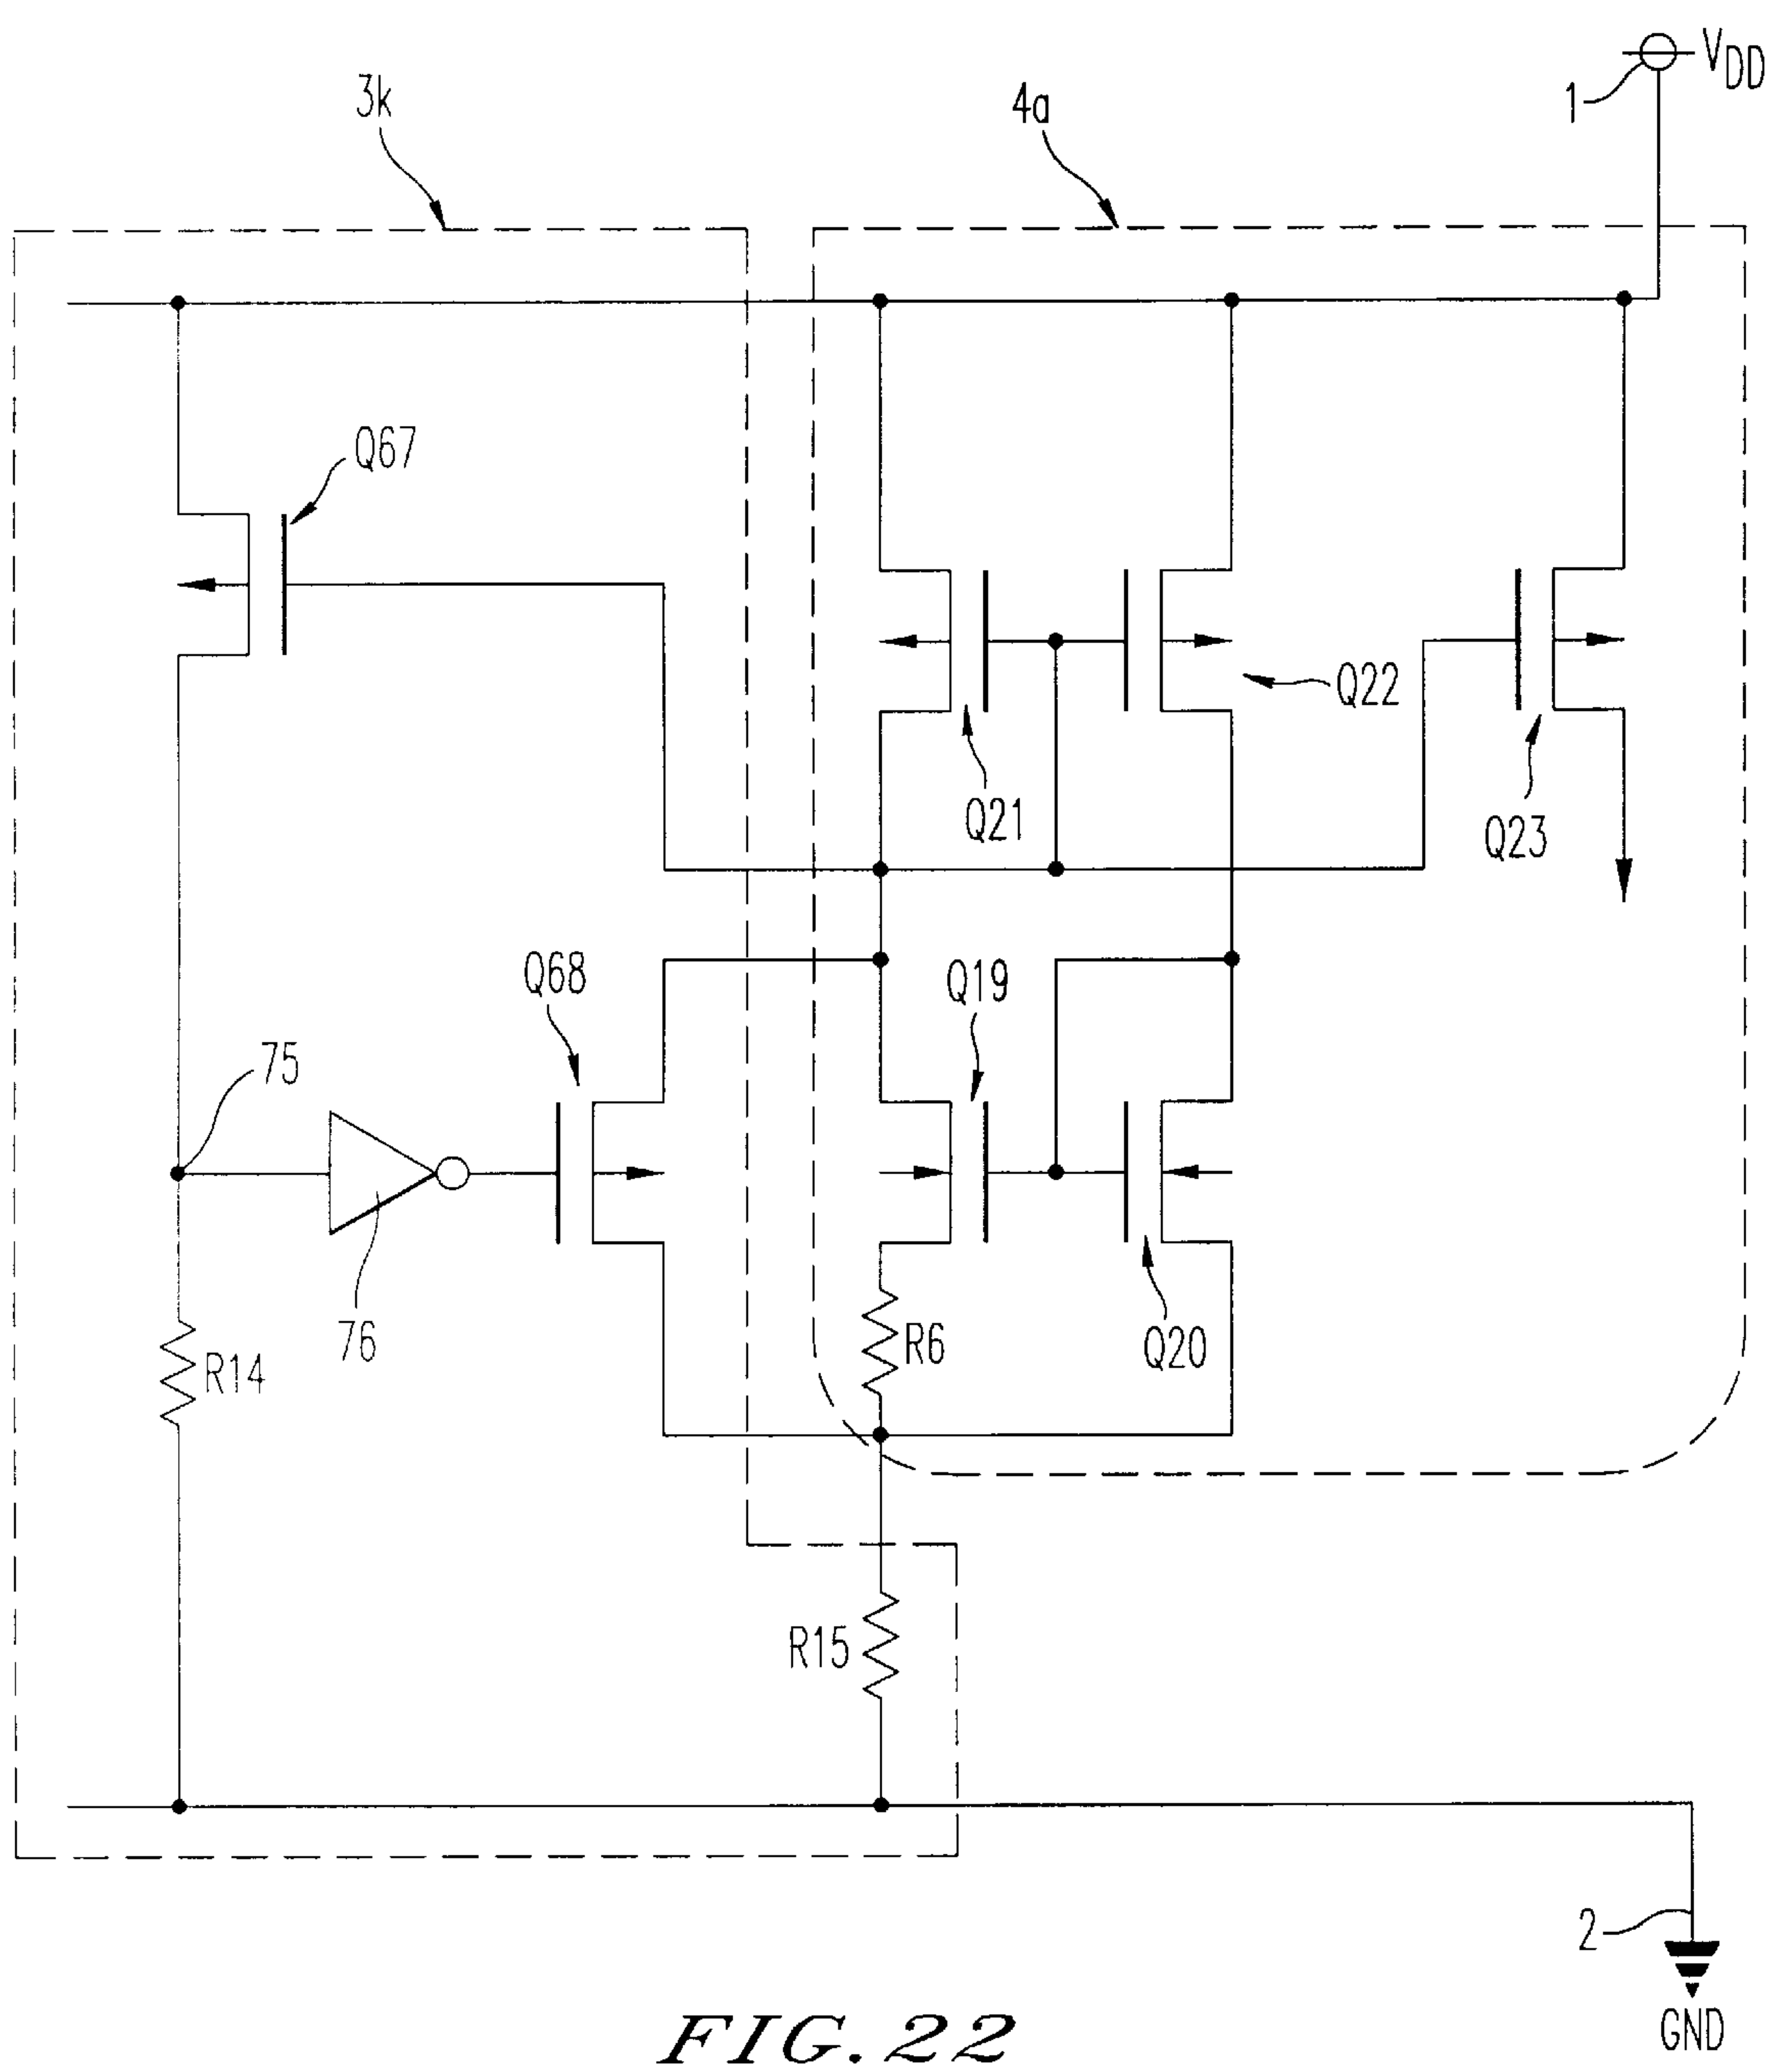 VDD
1
3k
4a
Q67
Q22
Q21
Q23
Q68
Q19
75
76
R14
R6
Q20
R15
2
GND
FIG. 22